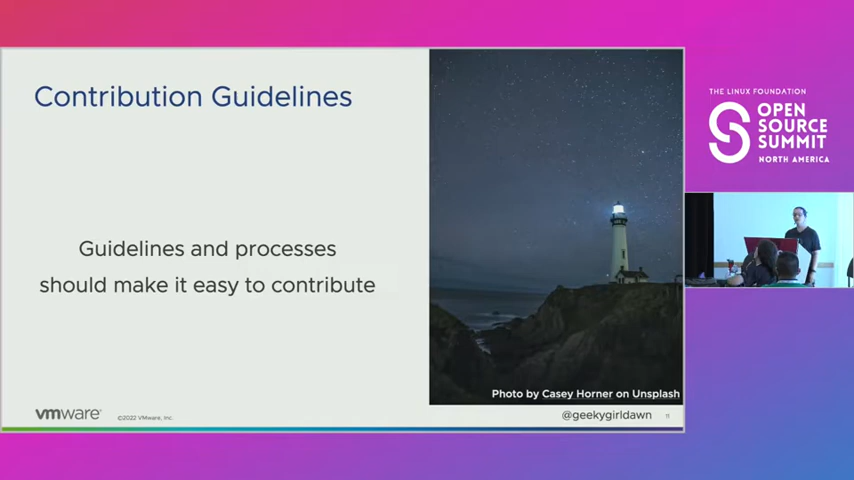 Contribution Guidelines
Guidelines and processes
should make it easy to contribute
Photo by Casey Horner on Unsplash
vmware®
©2022 VMware, Inc.
@geekygirldawn
11
THE LINUX FOUNDATION
OPEN
SOURCE
SUMMIT
NORTH AMERICA